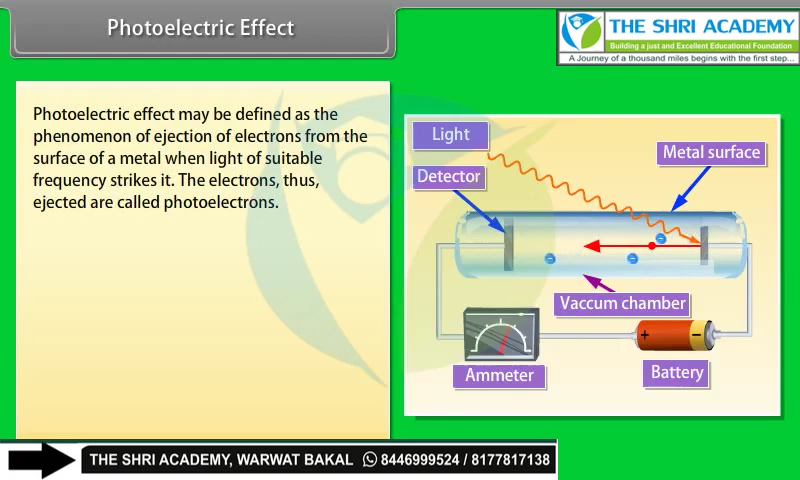 Photoelectric Effect
THE SHRI ACADEMY
Building a just and Excellent Educational Foundation
A Journey of a thousand miles begins with the first step...
Photoelectric effect may be defined as the
phenomenon of ejection of electrons from the
surface of a metal when light of suitable
frequency strikes it. The electrons, thus,
ejected are called photoelectrons.
Light
Metal surface
Detector
Vaccum chamber
+
−
Ammeter
Battery
THE SHRI ACADEMY, WARWAT BAKAL 8446999524 / 8177817138